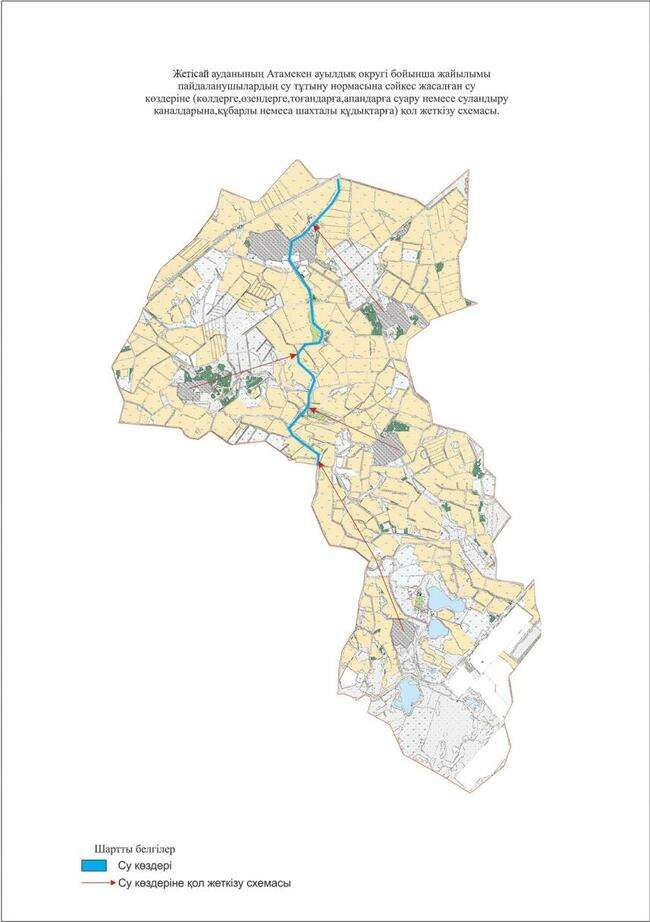 Жетісай ауданының Атамекен ауылдық округі бойынша жайылымы
пайдаланушылардың су тұтыну нормасына сәйкес жасалған су
көздеріне (көлдерге,өзендерге,тоғандарға,апандарға суару немесе суландыру
каналдарына,құбарлы немеса шахталы құдықтарға) қол жеткізу схемасы.
Шартты белгілер
Су көздері
Су көздеріне қол жеткізу схемасы